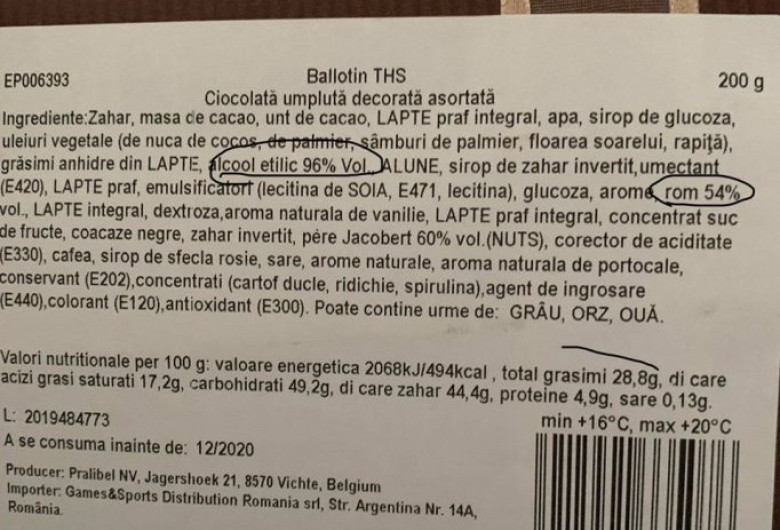 EP006393 Ballotin THS 200 g
Ciocolată umplută decorată asortată
Ingrediente:Zahar, masa de cacao, unt de cacao, LAPTE praf integral, apa, sirop de glucoza,
uleiuri vegetale (de nuca de cocos, de palmier, sâmburi de palmier, floarea soarelui, rapiță),
grăsimi anhidre din LAPTE, alcool etilic 96% Vol., ALUNE, sirop de zahar invertit,umectant
(E420), LAPTE praf, emulsificatori (lecitina de SOIA, E471, lecitina), glucoza, arome, rom 54%
vol., LAPTE integral, dextroza,aroma naturala de vanilie, LAPTE praf integral, concentrat suc
de fructe, coacaze negre, zahar invertit, père Jacobert 60% vol.(NUTS), corector de aciditate
(E330), cafea, sirop de sfecla rosie, sare, arome naturale, aroma naturala de portocale,
conservant (E202),concentrati (cartof ducle, ridichie, spirulina),agent de ingrosare
(E440),colorant (E120),antioxidant (E300). Poate contine urme de: GRÂU, ORZ, OUĂ.
Valori nutritionale per 100 g: valoare energetica 2068kJ/494kcal , total grasimi 28,8g, di care
acizi grasi saturati 17,2g, carbohidrati 49,2g, di care zahar 44,4g, proteine 4,9g, sare 0,13g.
L: 2019484773 min +16°C, max +20°C
A se consuma inainte de: 12/2020
Producer: Pralibel NV, Jagershoek 21, 8570 Vichte, Belgium
Importer: Games&Sports Distribution Romania srl, Str. Argentina Nr. 14A,
România.